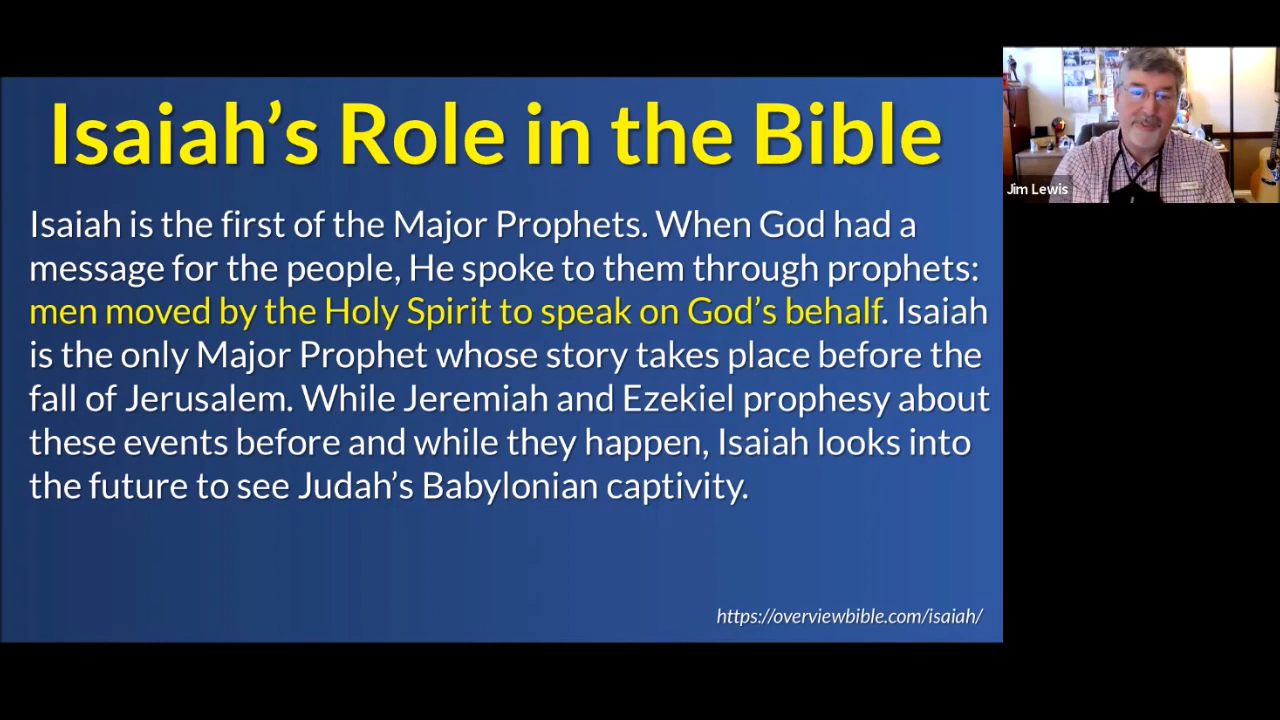 Isaiah's Role in the Bible
Isaiah is the first of the Major Prophets. When God had a
message for the people, He spoke to them through prophets:
men moved by the Holy Spirit to speak on God's behalf. Isaiah
is the only Major Prophet whose story takes place before the
fall of Jerusalem. While Jeremiah and Ezekiel prophesy about
these events before and while they happen, Isaiah looks into
the future to see Judah's Babylonian captivity.
https://overviewbible.com/isaiah/
Jim Lewis